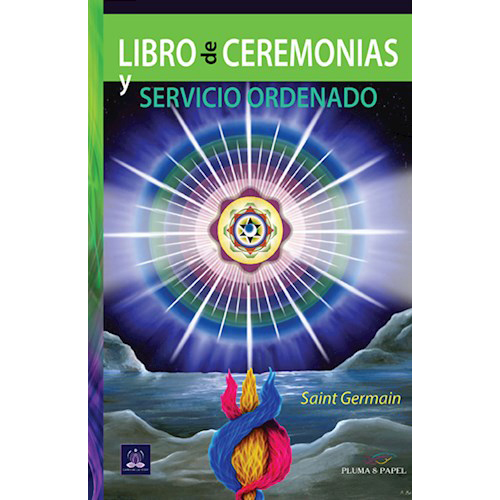 LIBRO de CEREMONIAS
y SERVICIO ORDENADO
Saint Germain
PLUMA & PAPEL